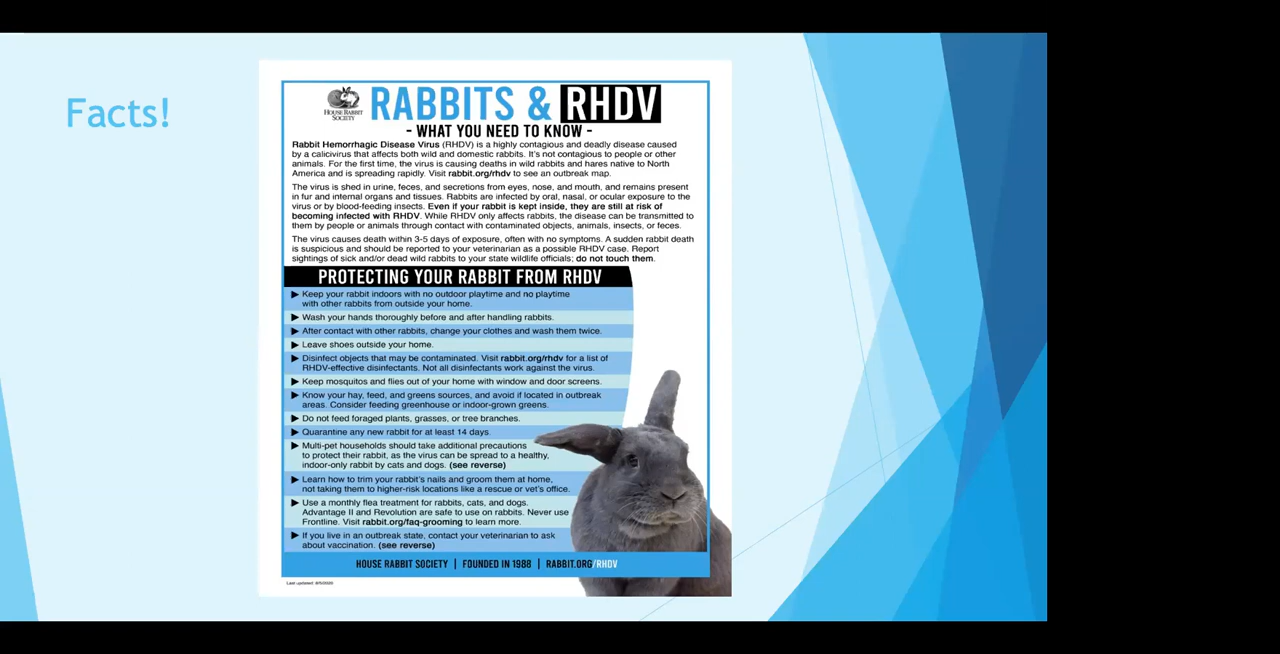 Facts!
HOUSE RABBIT
SOCIETY
RABBITS & RHDV
- WHAT YOU NEED TO KNOW -
Rabbit Hemorrhagic Disease Virus (RHDV) is a highly contagious and deadly disease caused
by a calicivirus that affects both wild and domestic rabbits. It's not contagious to people or other
animals. For the first time, the virus is causing deaths in wild rabbits and hares native to North
America and is spreading rapidly. Visit rabbit.org/rhdv to see an outbreak map.
The virus is shed in urine, feces, and secretions from eyes, nose, and mouth, and remains present
in fur and internal organs and tissues. Rabbits are infected by oral, nasal, or ocular exposure to the
virus or by blood-feeding insects. Even if your rabbit is kept inside, they are still at risk of
becoming infected with RHDV. While RHDV only affects rabbits, the disease can be transmitted to
them by people or animals through contact with contaminated objects, animals, insects, or feces.
The virus causes death within 3-5 days of exposure, often with no symptoms. A sudden rabbit death
is suspicious and should be reported to your veterinarian as a possible RHDV case. Report
sightings of sick and/or dead wild rabbits to your state wildlife officials; do not touch them.
PROTECTING YOUR RABBIT FROM RHDV
Keep your rabbit indoors with no outdoor playtime and no playtime
with other rabbits from outside your home.
Wash your hands thoroughly before and after handling rabbits.
After contact with other rabbits, change your clothes and wash them twice.
Leave shoes outside your home.
Disinfect objects that may be contaminated. Visit rabbit.org/rhdv for a list of
RHDV-effective disinfectants. Not all disinfectants work against the virus.
Keep mosquitos and flies out of your home with window and door screens.
Know your hay, feed, and greens sources, and avoid if located in outbreak
areas. Consider feeding greenhouse or indoor-grown greens.
Do not feed foraged plants, grasses, or tree branches.
Quarantine any new rabbit for at least 14 days.
Multi-pet households should take additional precautions
to protect their rabbit, as the virus can be spread to a healthy,
indoor-only rabbit by cats and dogs. (see reverse)
Learn how to trim your rabbit's nails and groom them at home,
not taking them to higher-risk locations like a rescue or vet's office.
Use a monthly flea treatment for rabbits, cats, and dogs.
Advantage II and Revolution are safe to use on rabbits. Never use
Frontline. Visit rabbit.org/faq-grooming to learn more.
If you live in an outbreak state, contact your veterinarian to ask
about vaccination. (see reverse)
HOUSE RABBIT SOCIETY | FOUNDED IN 1988 | RABBIT.ORG/RHDV
Last updated: